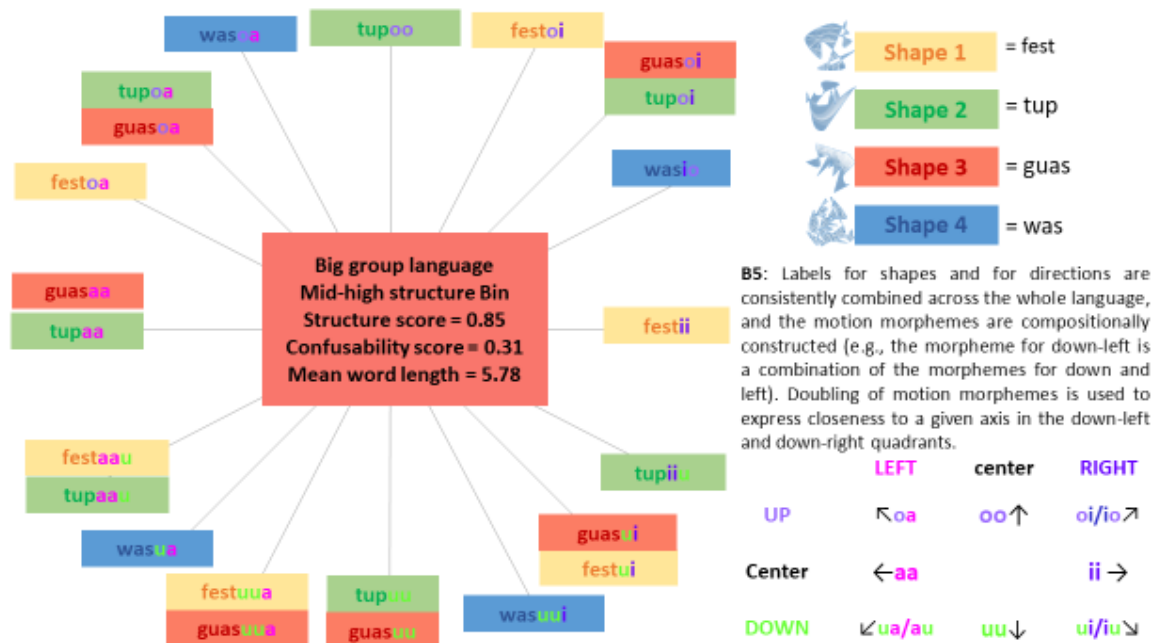 wasoa
tupoo
festoi
guasoi
tupoi
tupoa
guasoa
wasio
festoa
guasaa
tupaa
Big group language
Mid-high structure Bin
Structure score = 0.85
Confusability score = 0.31
Mean word length = 5.78
festii
festaau
tupaau
tupiiu
wasua
guasui
festui
festuua
guasuua
tupuu
guasuu
wasuui
Shape 1 = fest
Shape 2 = tup
Shape 3 = guas
Shape 4 = was
B5: Labels for shapes and for directions are
consistently combined across the whole language,
and the motion morphemes are compositionally
constructed (e.g., the morpheme for down-left is
a combination of the morphemes for down and
left). Doubling of motion morphemes is used to
express closeness to a given axis in the down-left
and down-right quadrants.
LEFT center RIGHT
UP ↖oa oo↑ oi/io↗
Center ←aa ii →
DOWN ↙ua/au uu↓ ui/iu↘